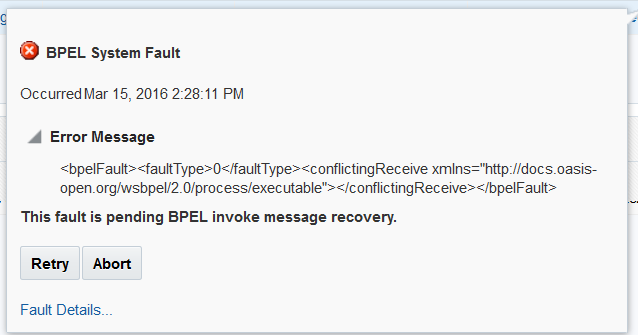 BPEL System Fault
Occurred Mar 15, 2016 2:28:11 PM
Error Message
<bpelFault><faultType>0</faultType><conflictingReceive xmlns="http://docs.oasis-
open.org/wsbpel/2.0/process/executable"></conflictingReceive></bpelFault>
This fault is pending BPEL invoke message recovery.
Retry Abort
Fault Details...